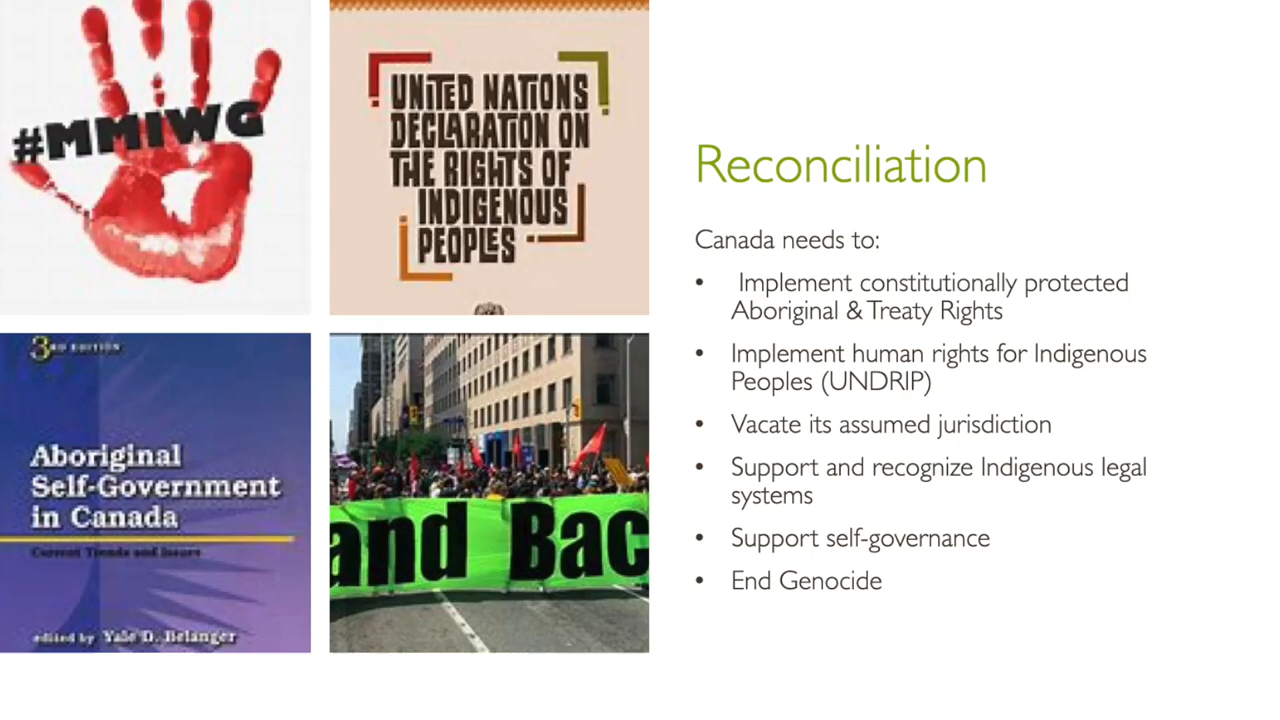 #MMIWG
UNITED NATIONS
DECLARATION ON
THE RIGHTS OF
INDIGENOUS
PEOPLES
3RD EDITION
Aboriginal
Self-Government
in Canada
Current Trends and Issues
edited by Yale D. Belanger
and Bac
Reconciliation
Canada needs to:
• Implement constitutionally protected
Aboriginal & Treaty Rights
• Implement human rights for Indigenous
Peoples (UNDRIP)
• Vacate its assumed jurisdiction
• Support and recognize Indigenous legal
systems
• Support self-governance
• End Genocide